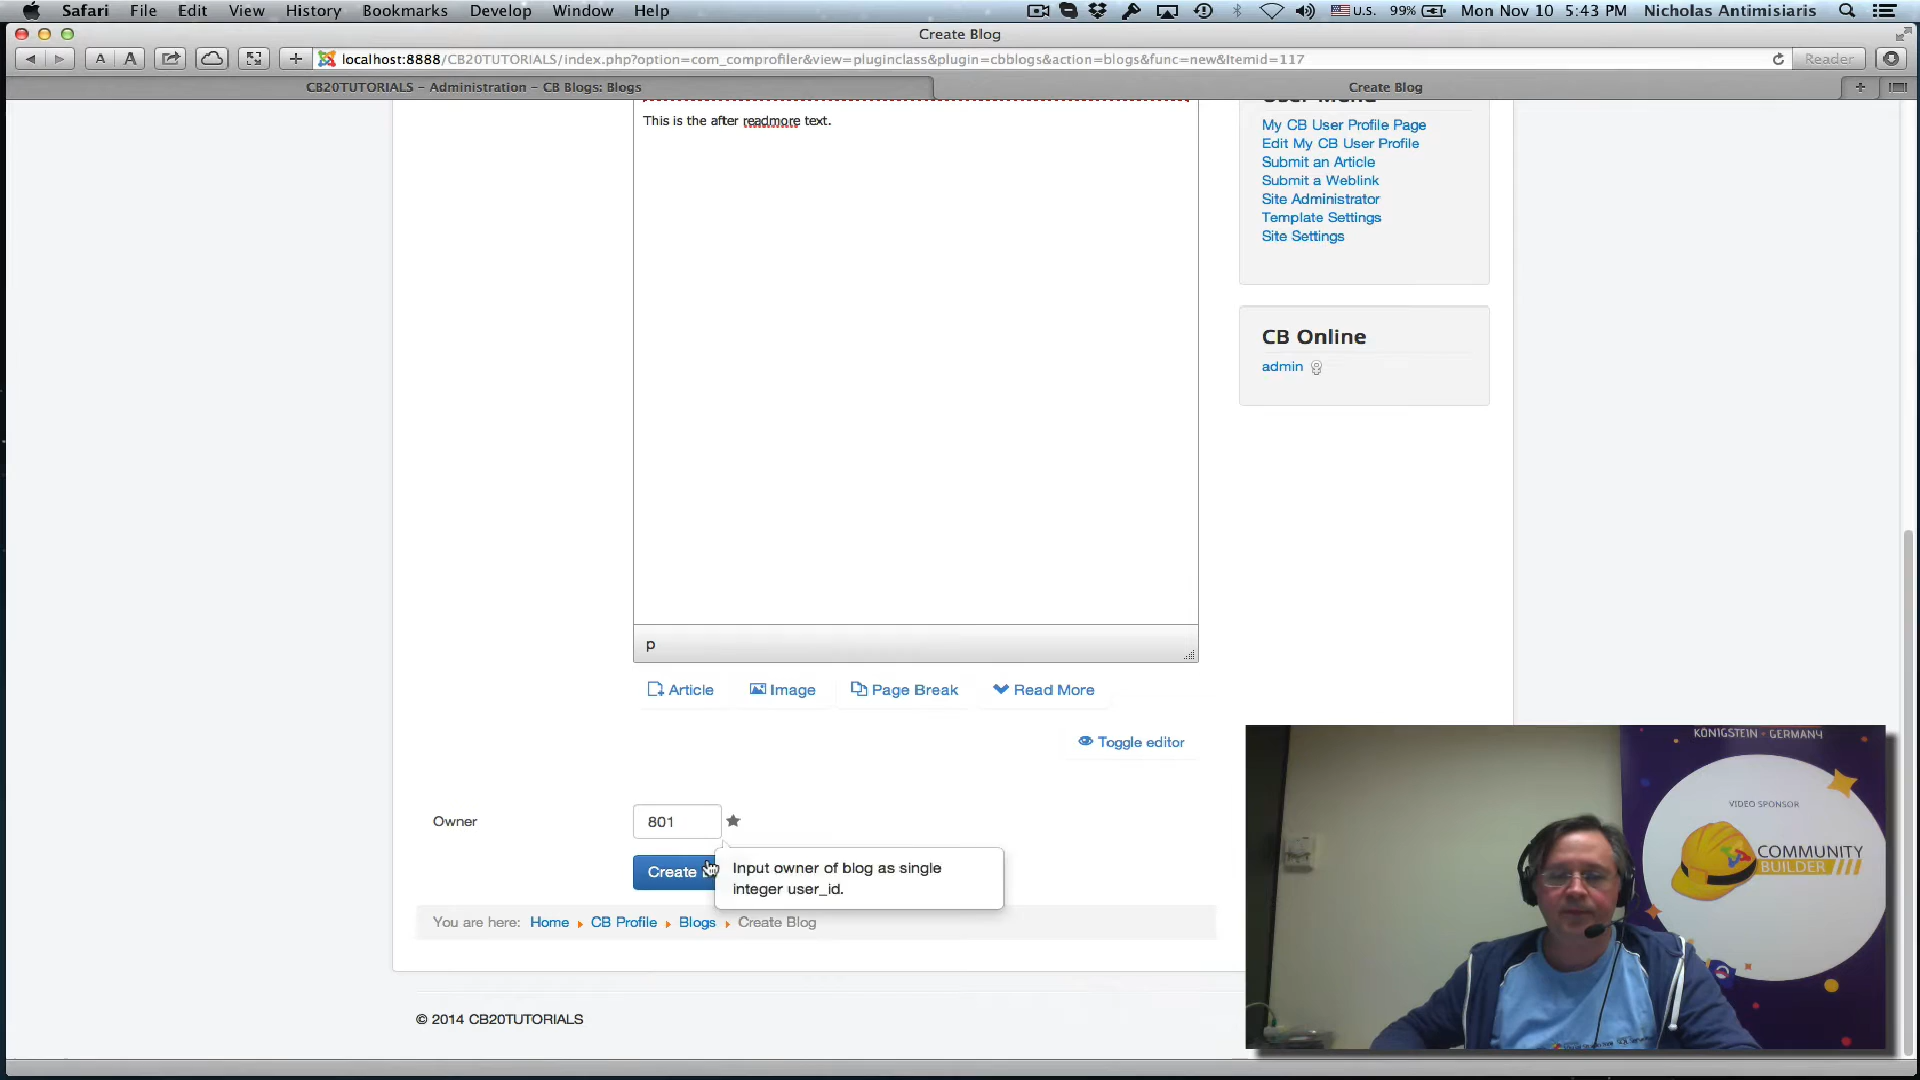 Safari File Edit View History Bookmarks Develop Window Help U.S. 99% Mon Nov 10 5:43 PM Nicholas Antimisiaris
Create Blog
A A + localhost:8888/CB20TUTORIALS/index.php?option=com_comprofiler&view=pluginclass&plugin=cbblogs&action=blogs&func=new&Itemid=117 Reader
CB20TUTORIALS - Administration - CB Blogs: Blogs Create Blog +
User Menu
This is the after readmore text.
My CB User Profile Page
Edit My CB User Profile
Submit an Article
Submit a Weblink
Site Administrator
Template Settings
Site Settings
CB Online
admin
p
Article Image Page Break Read More
Toggle editor
Owner 801
Create
Input owner of blog as single
integer user_id.
You are here: Home CB Profile Blogs Create Blog
© 2014 CB20TUTORIALS
KÖNIGSTEIN - GERMANY
VIDEO SPONSOR
COMMUNITY
BUILDER